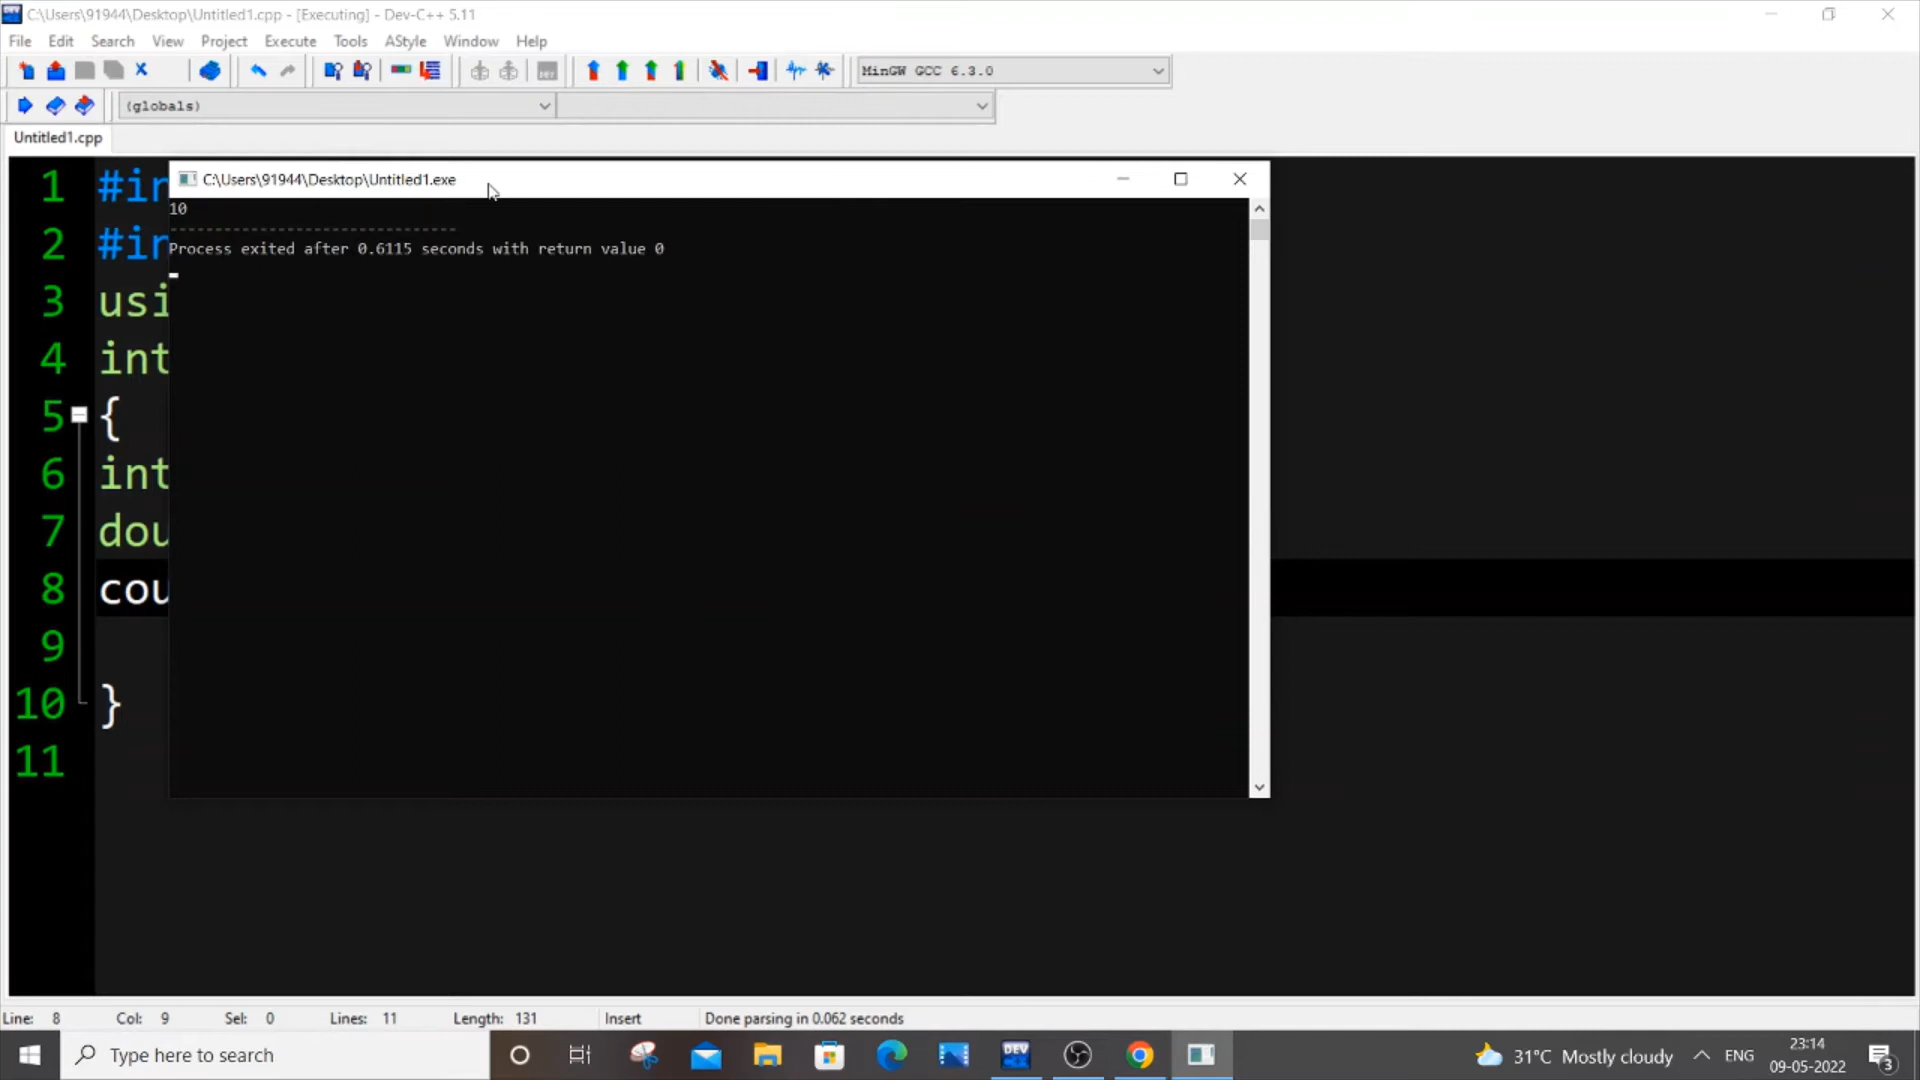 C:\Users\91944\Desktop\Untitled1.cpp - [Executing] - Dev-C++ 5.11
File Edit Search View Project Execute Tools AStyle Window Help
MinGW GCC 6.3.0
(globals)
Untitled1.cpp
C:\Users\91944\Desktop\Untitled1.exe
10
--------------------------------
Process exited after 0.6115 seconds with return value 0
1 #in
2 #in
3 usi
4 int
5 {
6 int
7 dou
8 cou
9
10 }
11
Line: 8 Col: 9 Sel: 0 Lines: 11 Length: 131 Insert Done parsing in 0.062 seconds
Type here to search
DEV
31°C Mostly cloudy
ENG
23:14
09-05-2022
3